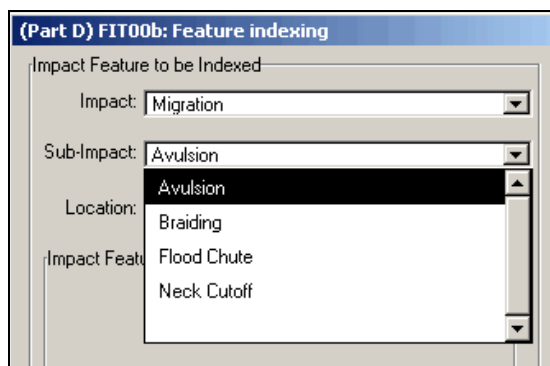 (Part D) FIT00b: Feature indexing
Impact Feature to be Indexed
Impact: Migration
Sub-Impact: Avulsion
Avulsion
Location:
Braiding
Flood Chute
Impact
Neck Cutoff